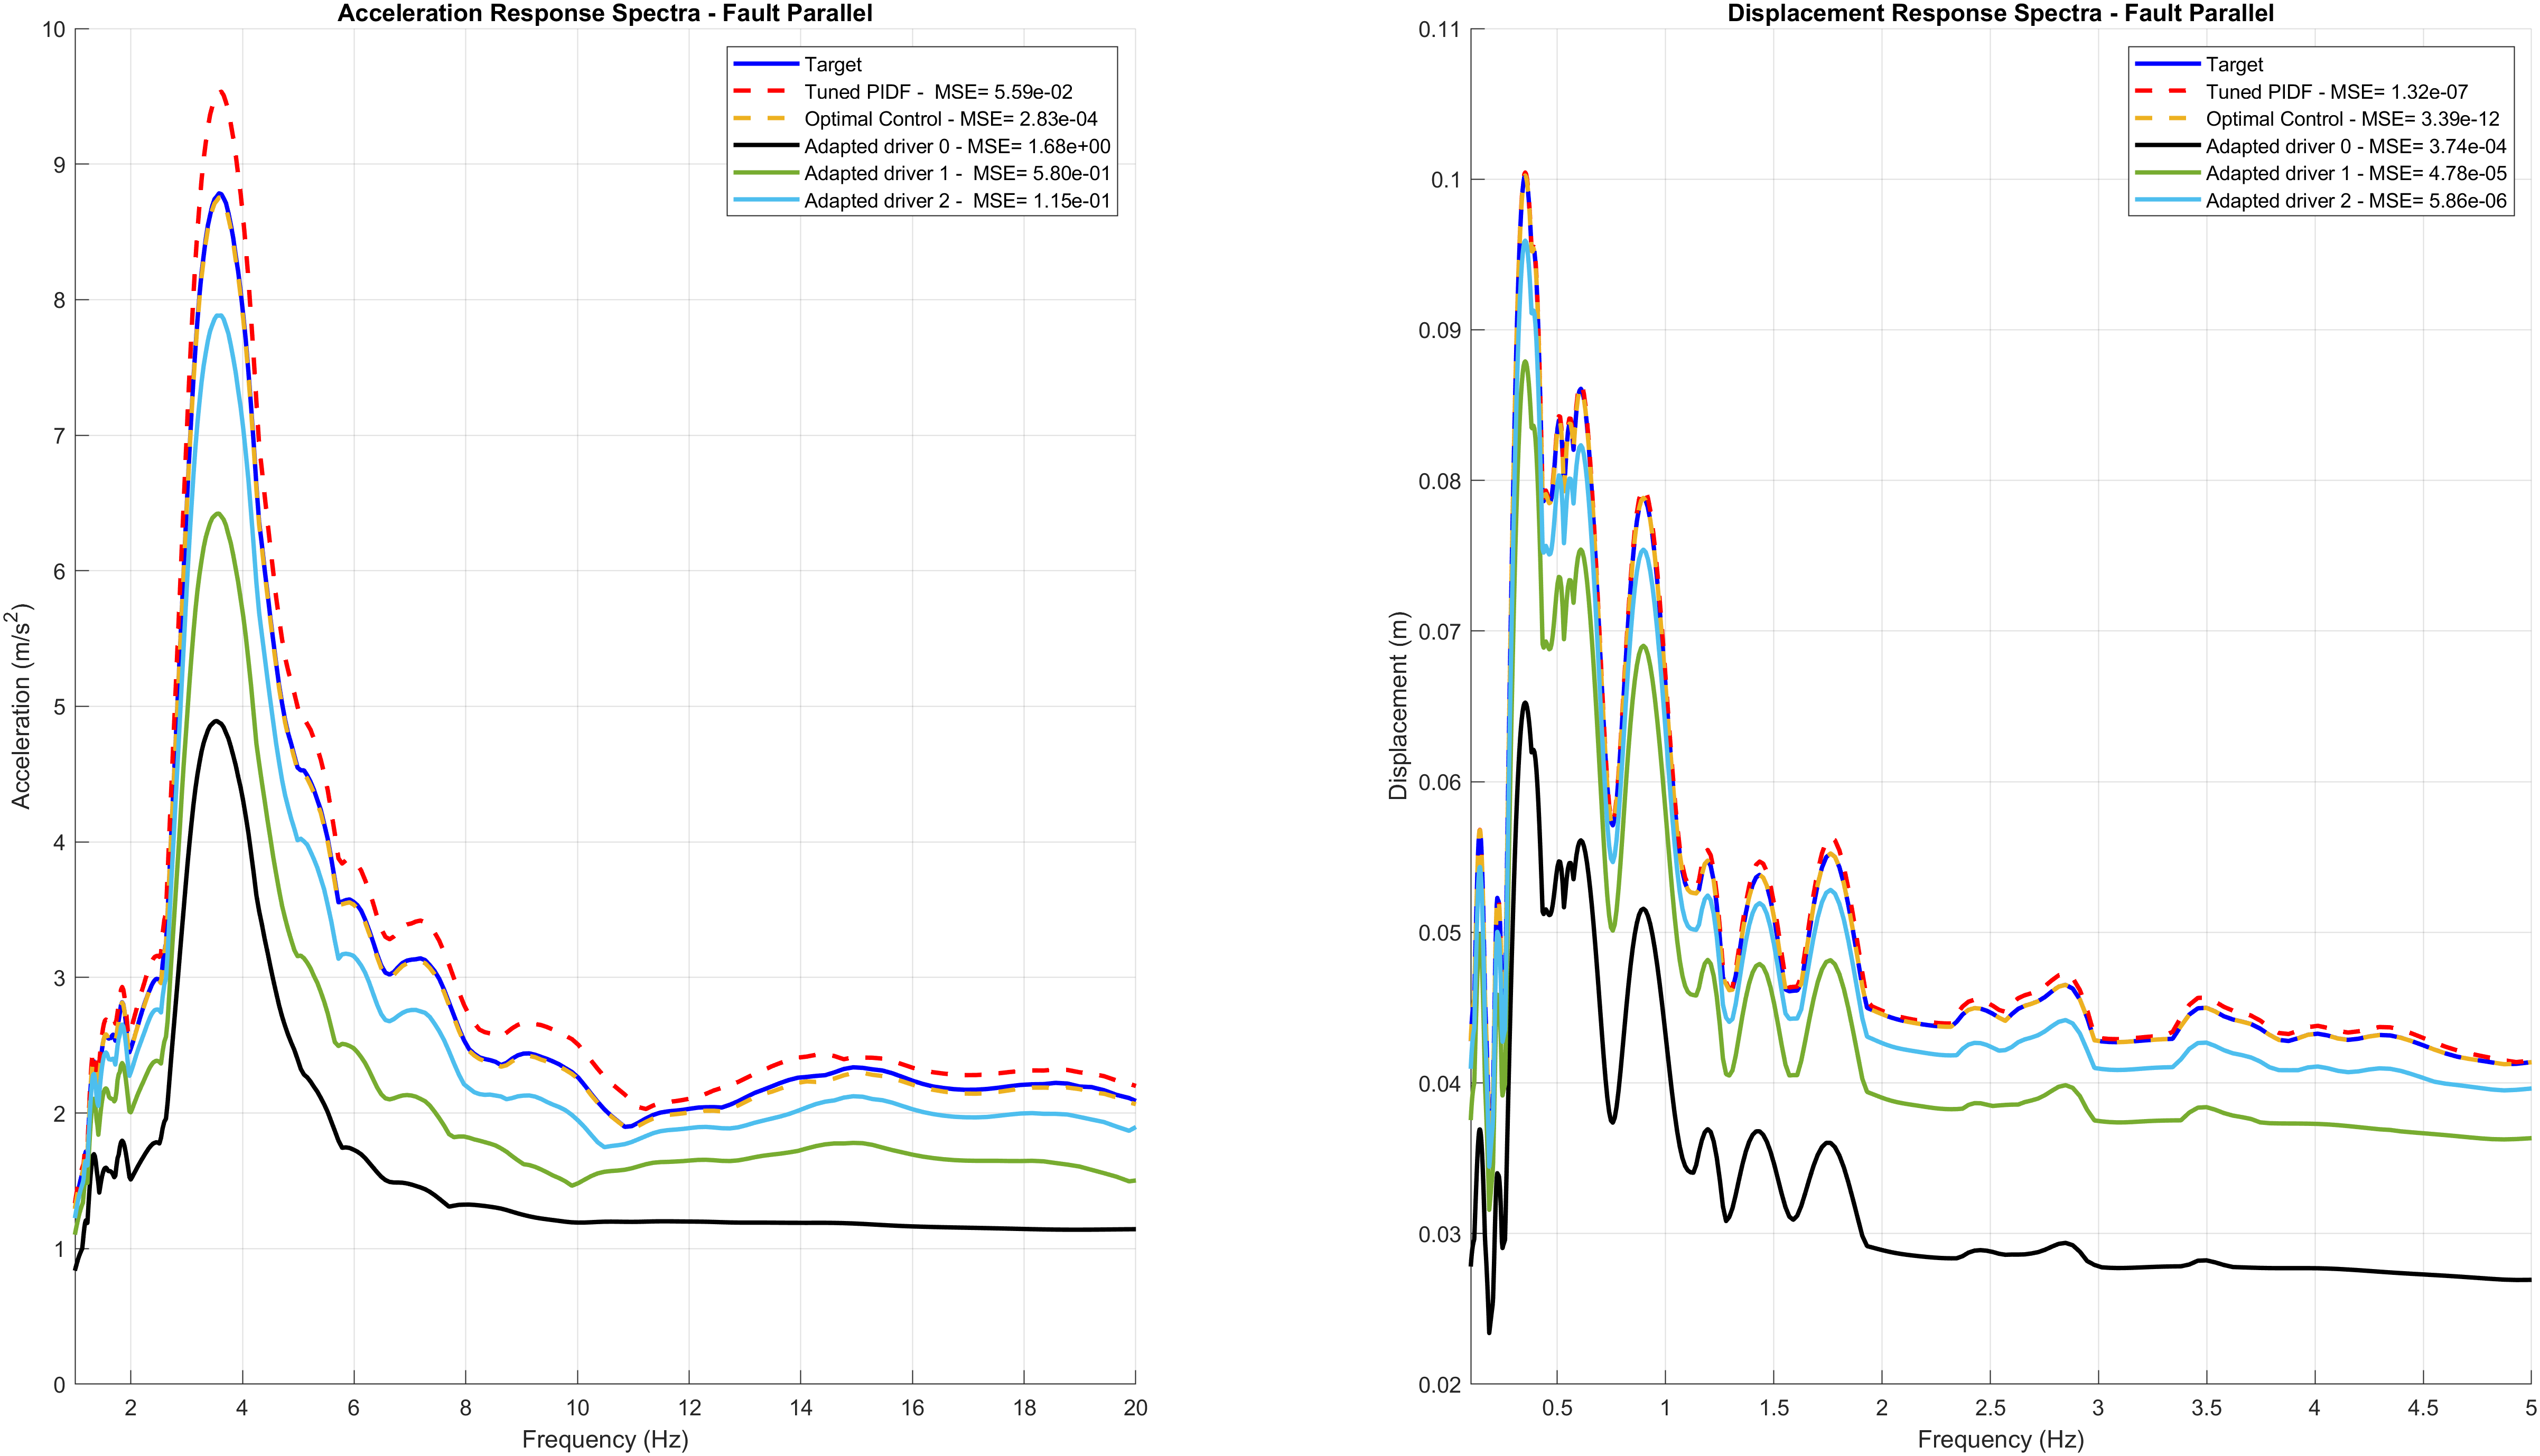 Acceleration Response Spectra - Fault Parallel
10
9
8
7
6
5
4
3
2
1
0
Acceleration (m/s²)
2 4 6 8 10 12 14 16 18 20
Frequency (Hz)
Target
Tuned PIDF - MSE= 5.59e-02
Optimal Control - MSE= 2.83e-04
Adapted driver 0 - MSE= 1.68e+00
Adapted driver 1 - MSE= 5.80e-01
Adapted driver 2 - MSE= 1.15e-01
Displacement Response Spectra - Fault Parallel
0.11
0.1
0.09
0.08
0.07
0.06
0.05
0.04
0.03
0.02
Displacement (m)
0.5 1 1.5 2 2.5 3 3.5 4 4.5 5
Frequency (Hz)
Target
Tuned PIDF - MSE= 1.32e-07
Optimal Control - MSE= 3.39e-12
Adapted driver 0 - MSE= 3.74e-04
Adapted driver 1 - MSE= 4.78e-05
Adapted driver 2 - MSE= 5.86e-06